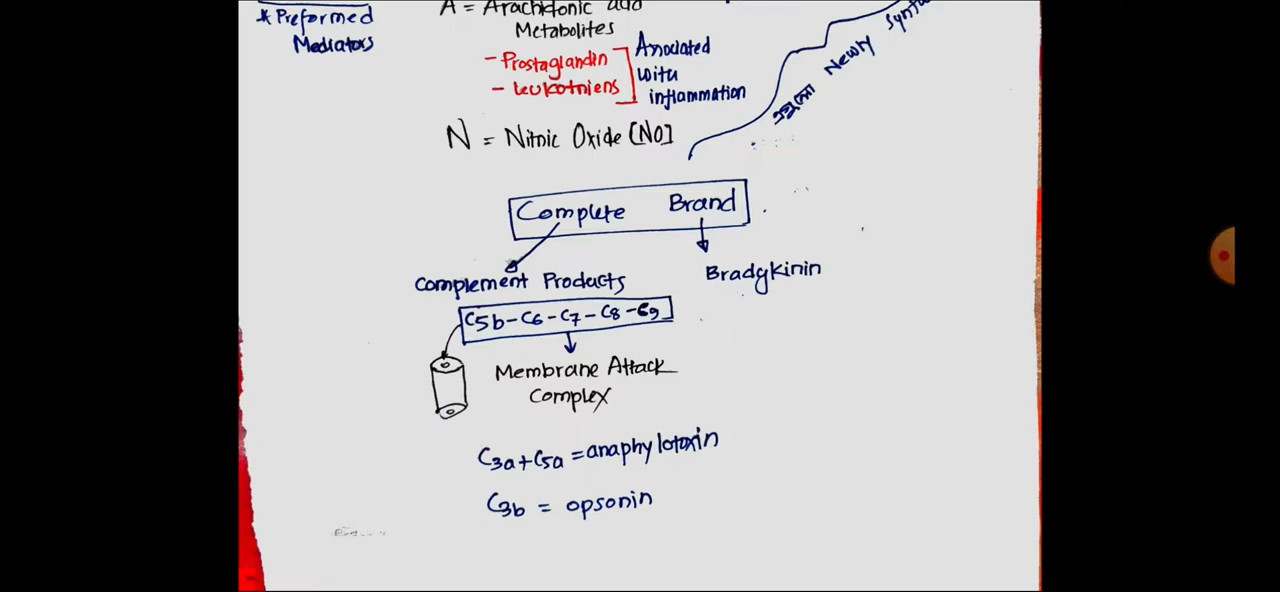 * Preformed
Mediators
A = Arachidonic acid
Metabolites
- Prostaglandin
- Leukotriens
Associated
with
inflammation
Newly
N = Nitric Oxide [NO]
Complete Brand
Complement Products
Bradykinin
C5b - C6 - C7 - C8 - C9
Membrane Attack
Complex
C3a + C5a = anaphylotoxin
C3b = opsonin